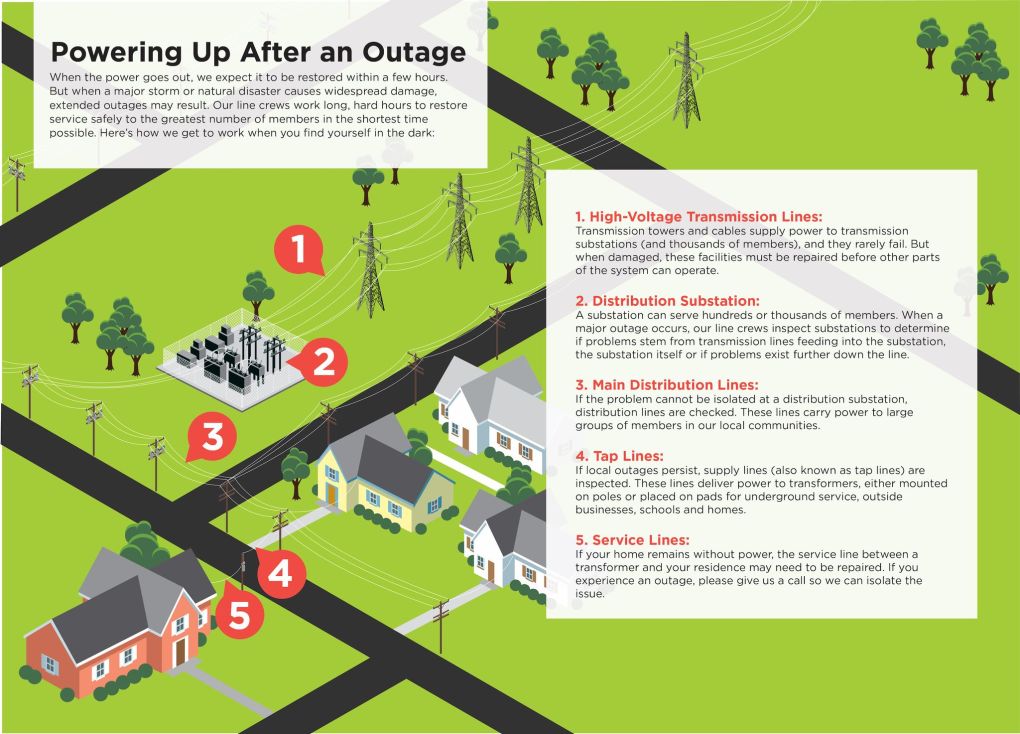 Powering Up After an Outage
When the power goes out, we expect it to be restored within a few hours.
But when a major storm or natural disaster causes widespread damage,
extended outages may result. Our line crews work long, hard hours to restore
service safely to the greatest number of members in the shortest time
possible. Here's how we get to work when you find yourself in the dark:
1
2
3
4
5
1. High-Voltage Transmission Lines:
Transmission towers and cables supply power to transmission
substations (and thousands of members), and they rarely fail. But
when damaged, these facilities must be repaired before other parts
of the system can operate.
2. Distribution Substation:
A substation can serve hundreds or thousands of members. When a
major outage occurs, our line crews inspect substations to determine
if problems stem from transmission lines feeding into the substation,
the substation itself or if problems exist further down the line.
3. Main Distribution Lines:
If the problem cannot be isolated at a distribution substation,
distribution lines are checked. These lines carry power to large
groups of members in our local communities.
4. Tap Lines:
If local outages persist, supply lines (also known as tap lines) are
inspected. These lines deliver power to transformers, either mounted
on poles or placed on pads for underground service, outside
businesses, schools and homes.
5. Service Lines:
If your home remains without power, the service line between a
transformer and your residence may need to be repaired. If you
experience an outage, please give us a call so we can isolate the
issue.